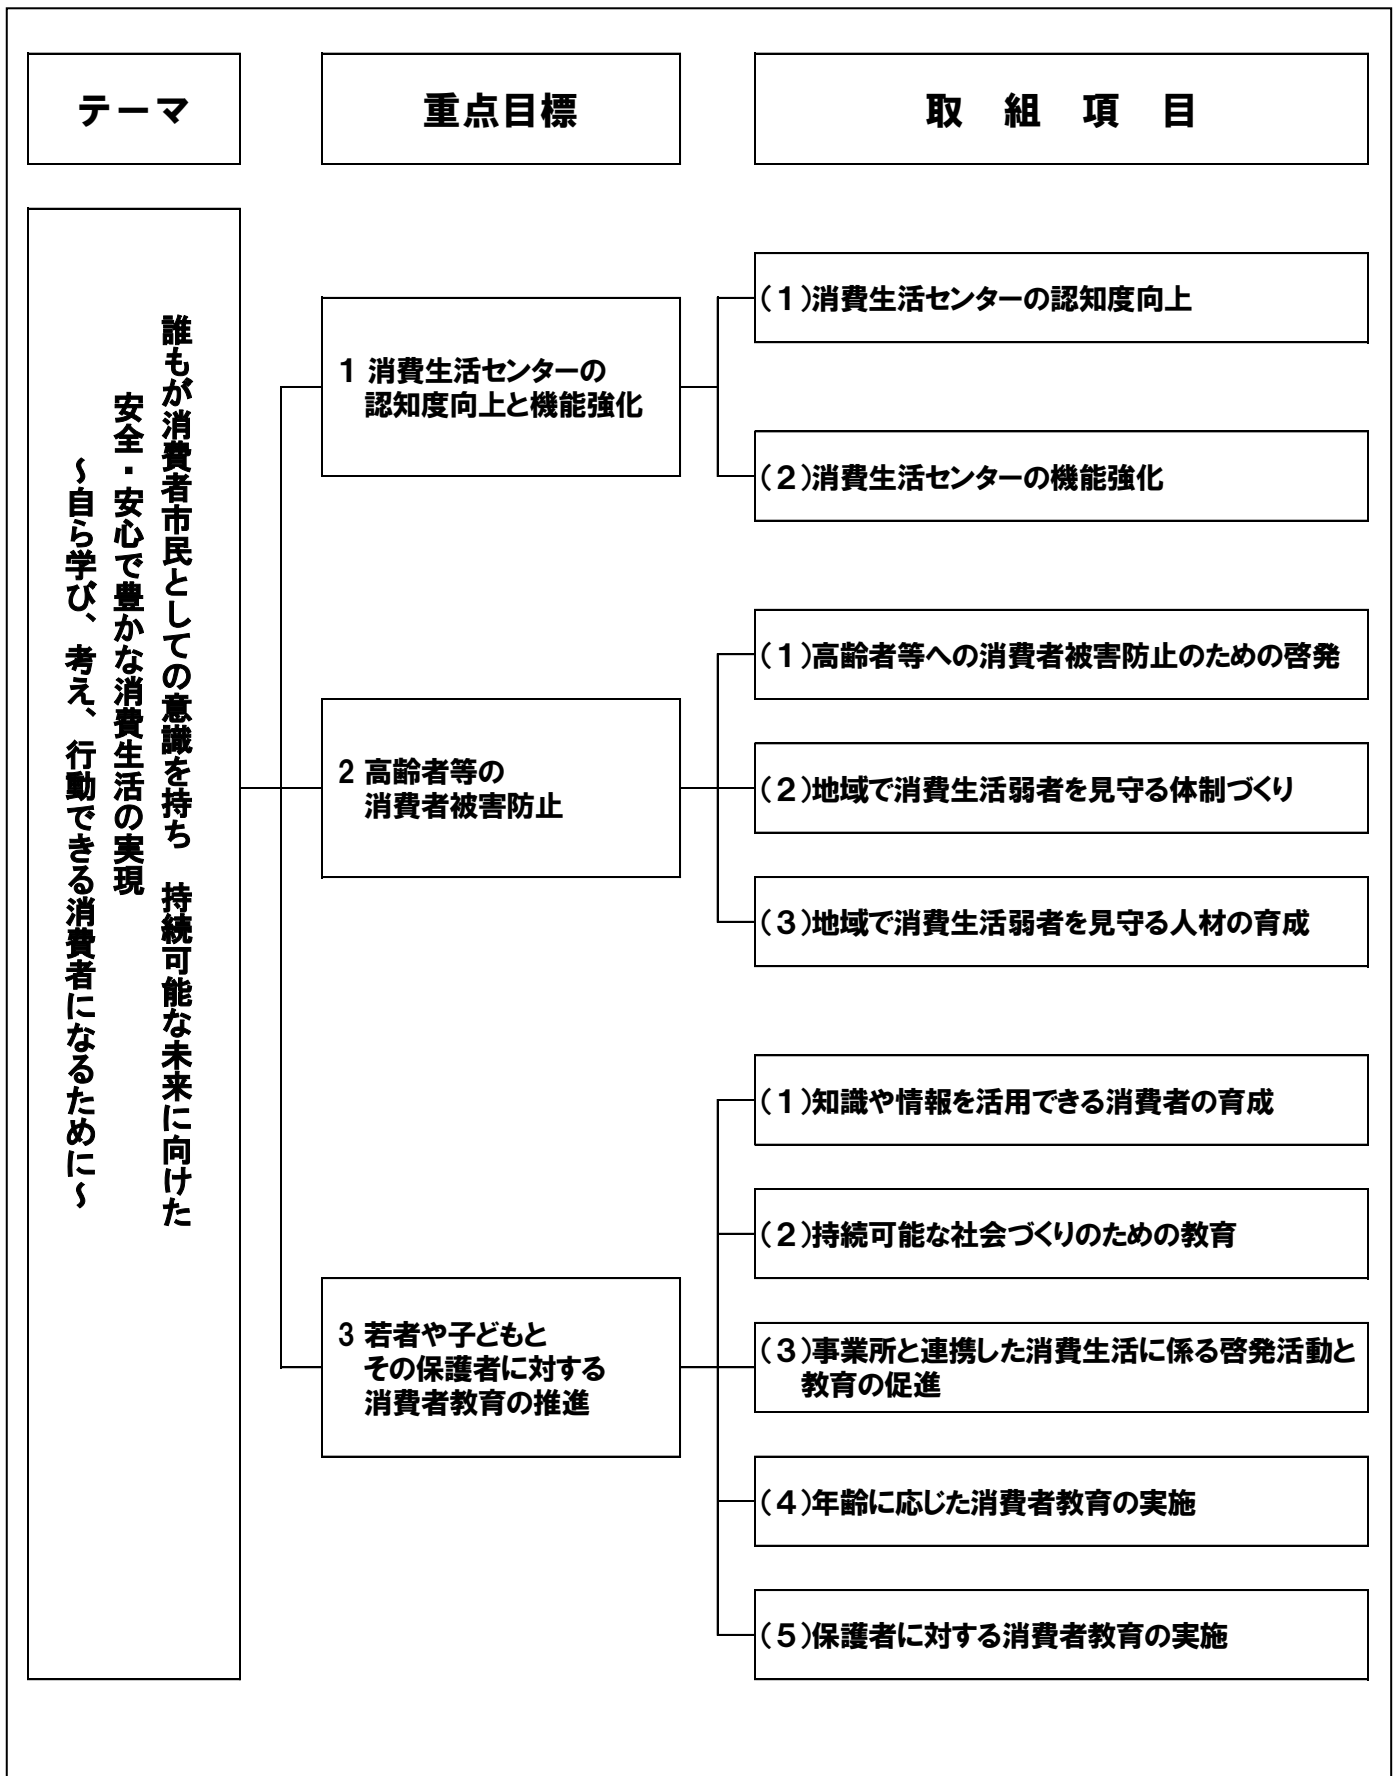 テーマ
重点目標
取　組　項　目
誰もが消費者市民としての意識を持ち　持続可能な未来に向けた
安全・安心で豊かな消費生活の実現
～自ら学び、考え、行動できる消費者になるために～
1 消費生活センターの
認知度向上と機能強化
（1）消費生活センターの認知度向上
（2）消費生活センターの機能強化
2 高齢者等の
消費者被害防止
（1）高齢者等への消費者被害防止のための啓発
（2）地域で消費生活弱者を見守る体制づくり
（3）地域で消費生活弱者を見守る人材の育成
3 若者や子どもと
その保護者に対する
消費者教育の推進
（1）知識や情報を活用できる消費者の育成
（2）持続可能な社会づくりのための教育
（3）事業所と連携した消費生活に係る啓発活動と
教育の促進
（4）年齢に応じた消費者教育の実施
（5）保護者に対する消費者教育の実施